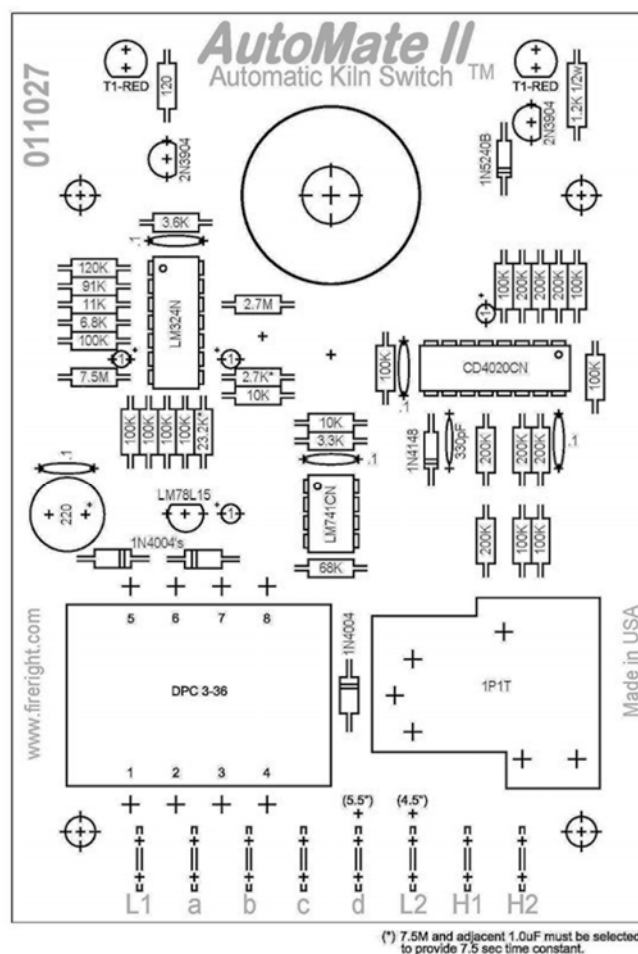 AutoMate II
Automatic Kiln Switch ™
011027
T1-RED
120
2N3904
T1-RED
1.2K 1/2w
2N3904
1N5240B
3.6K
.1
120K
91K
11K
6.8K
100K
7.5M
1
LM324N
1
2.7M
2.7K*
10K
100K
200K
200K
200K
100K
1
100K
.1
CD4020CN
100K
100K
100K
100K
100K
23.2K*
10K
3.3K
.1
1N4148
330pF
200K
200K
200K
.1
.1
220
LM78L15
1
LM741CN
68K
200K
100K
100K
1N4004's
5
6
7
8
DPC 3-36
1
2
3
4
1N4004
1P1T
www.fireright.com
Made in USA
(5.5")
(4.5")
L1
a
b
c
d
L2
H1
H2
(*) 7.5M and adjacent 1.0uF must be selected
to provide 7.5 sec time constant.